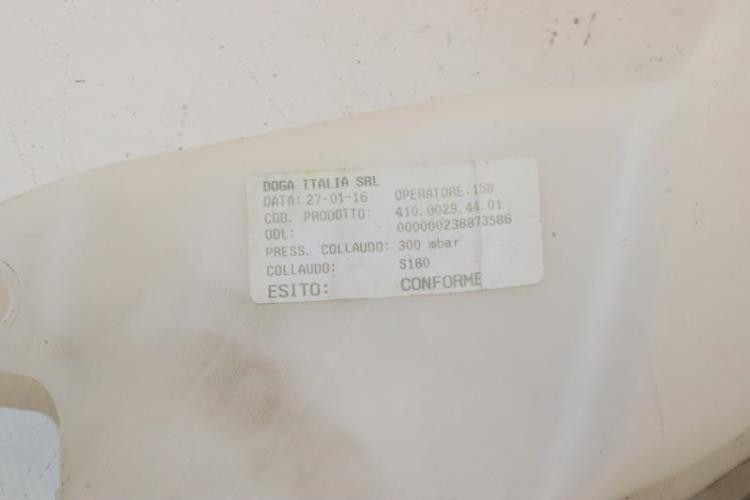 DOGA ITALIA SRL
DATA: 27-01-16 OPERATORE:158
COD. PRODOTTO: 410.0029.44.01
ODL: 000000238873586
PRESS. COLLAUDO: 300 mbar
COLLAUDO: S180
ESITO: CONFORME